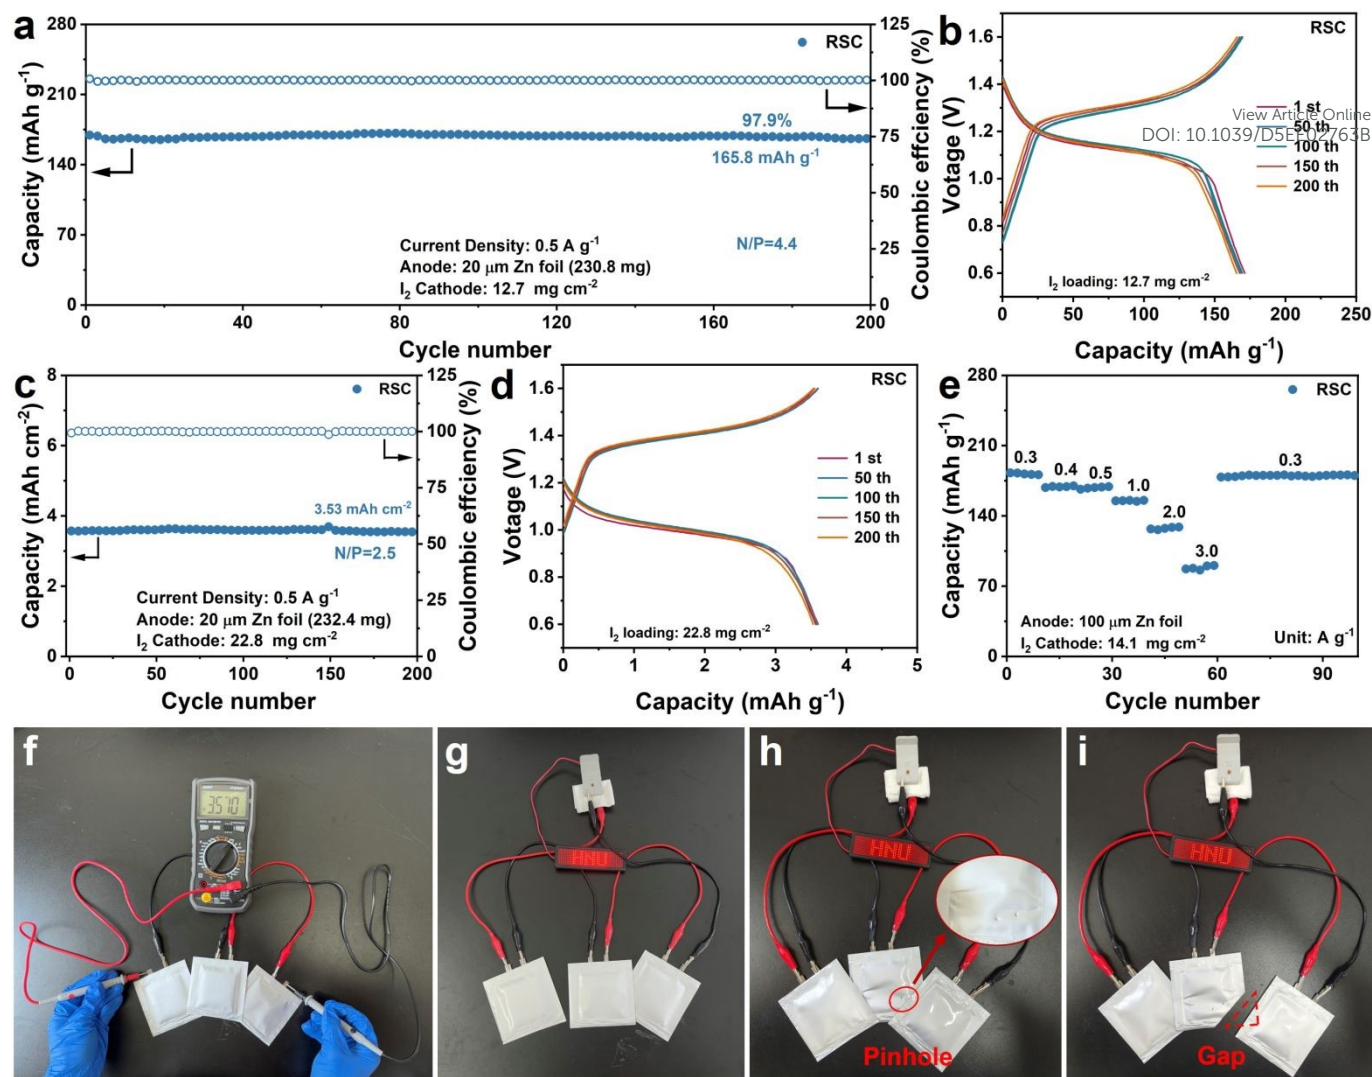 a
280
210
140
70
0
Capacity (mAh g⁻¹)
RSC
97.9%
165.8 mAh g⁻¹
N/P=4.4
Current Density: 0.5 A g⁻¹
Anode: 20 μm Zn foil (230.8 mg)
I₂ Cathode: 12.7 mg cm⁻²
125
100
75
50
25
0
Coulombic effciency (%)
0 40 80 120 160 200
Cycle number
b
1.6
1.4
1.2
1.0
0.8
0.6
Votage (V)
RSC
1 st
50 th
100 th
150 th
200 th
View Article Online
DOI: 10.1039/D5EE02763B
I₂ loading: 12.7 mg cm⁻²
0 50 100 150 200 250
Capacity (mAh g⁻¹)
c
8
6
4
2
0
Capacity (mAh cm⁻²)
RSC
3.53 mAh cm⁻²
N/P=2.5
Current Density: 0.5 A g⁻¹
Anode: 20 μm Zn foil (232.4 mg)
I₂ Cathode: 22.8 mg cm⁻²
125
100
75
50
25
0
Coulombic effciency (%)
0 50 100 150 200
Cycle number
d
1.6
1.4
1.2
1.0
0.8
0.6
Votage (V)
RSC
1 st
50 th
100 th
150 th
200 th
I₂ loading: 22.8 mg cm⁻²
0 1 2 3 4 5
Capacity (mAh g⁻¹)
e
280
210
140
70
0
Capacity (mAh g⁻¹)
RSC
0.3
0.4
0.5
1.0
2.0
3.0
0.3
Anode: 100 μm Zn foil
I₂ Cathode: 14.1 mg cm⁻²
Unit: A g⁻¹
0 30 60 90
Cycle number
f
3570
g
HNU
h
HNU
Pinhole
i
HNU
Gap